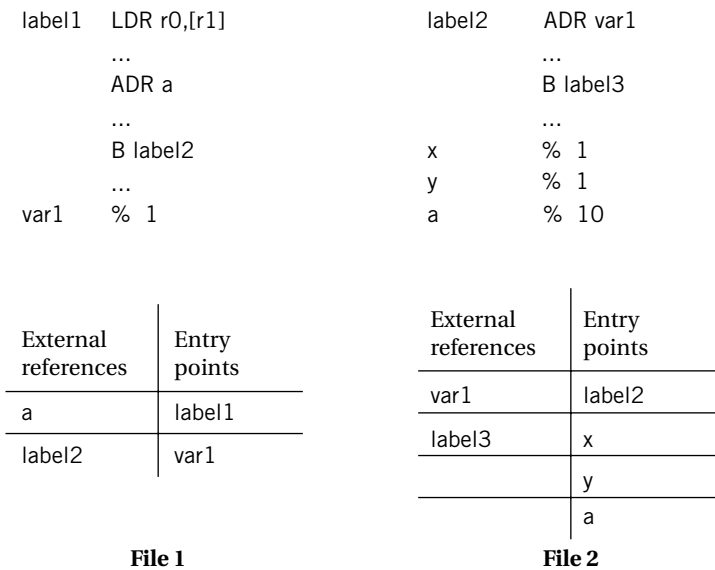 label1 LDR r0,[r1]
...
ADR a
...
B label2
...
var1 % 1
External references
Entry points
a label1
label2 var1
File 1
label2 ADR var1
...
B label3
...
x % 1
y % 1
a % 10
External references
Entry points
var1 label2
label3 x
y
a
File 2